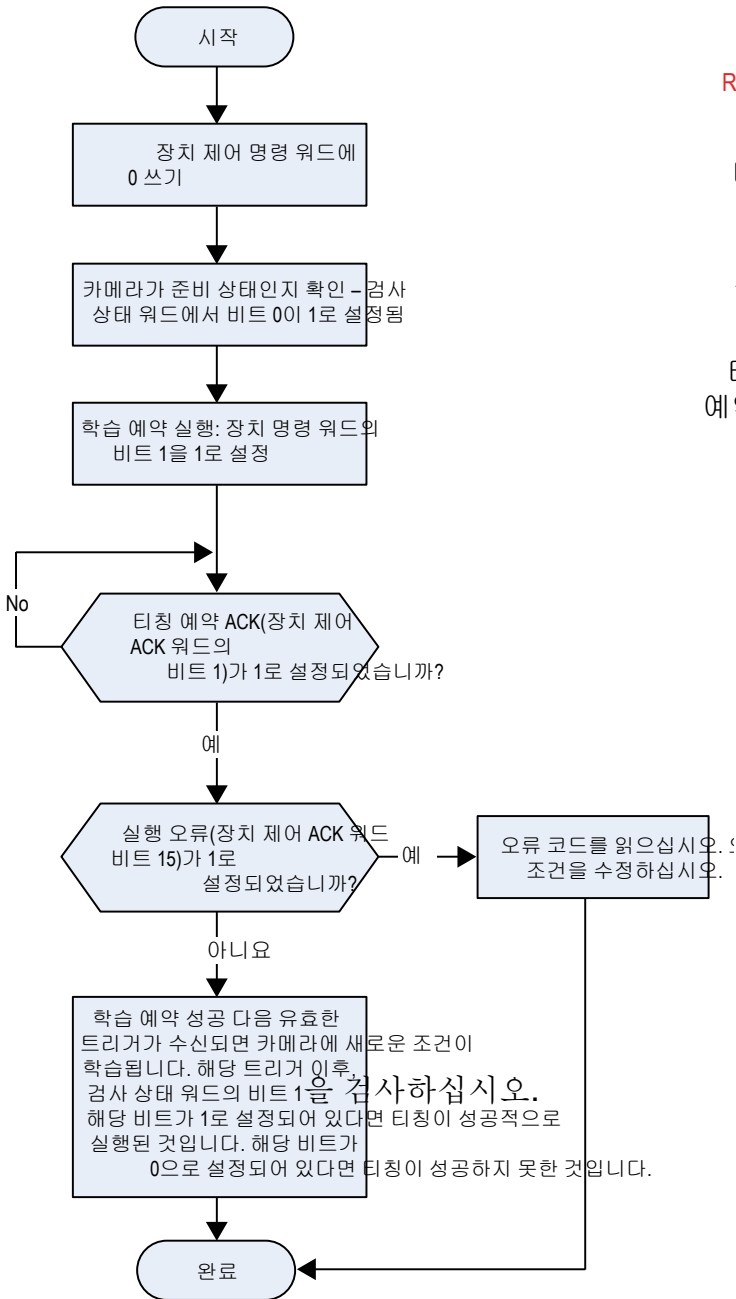 시작
장치 제어 명령 워드에
0 쓰기
카메라가 준비 상태인지 확인 – 검사
상태 워드에서 비트 0이 1로 설정됨
학습 예약 실행: 장치 명령 워드의
비트 1을 1로 설정
No
티칭 예약 ACK(장치 제어
ACK 워드의
비트 1)가 1로 설정되었습니까?
예
실행 오류(장치 제어 ACK 워드
비트 15)가 1로
설정되었습니까?
예
오류 코드를 읽으십시오.
조건을 수정하십시오.
아니요
학습 예약 성공 다음 유효한
트리거가 수신되면 카메라에 새로운 조건이
학습됩니다. 해당 트리거 이후,
검사 상태 워드의 비트 1을 검사하십시오.
해당 비트가 1로 설정되어 있다면 티칭이 성공적으로
실행된 것입니다. 해당 비트가
0으로 설정되어 있다면 티칭이 성공하지 못한 것입니다.
완료